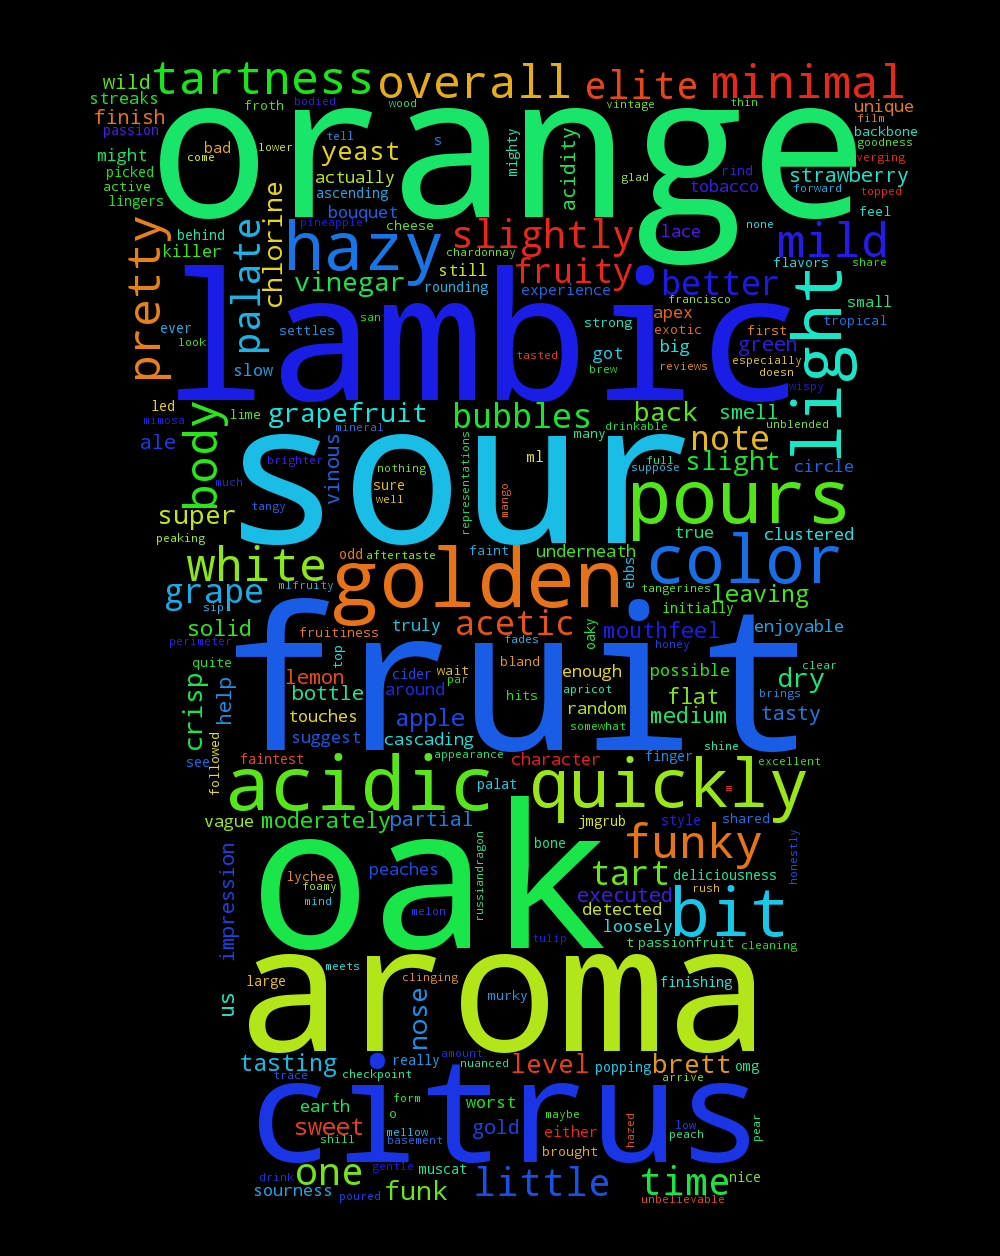 wild tartness overall elite minimal
streaks froth bodied wood vintage thin unique
orange
finish film
passion tell s mighty acidity backbone
come bad lower yeast goodness
might verging
picked actually glad rind strawberry
active ascending tobacco forward topped
lingers bouquet feel
pretty behind palate chlorine pineapple cheese slightly lace none mild
killer hazy chardonnay
vinegar still fruity flavors share
rounding experience better light
lambic
francisco small
ever settles san strong apex exotic first tropical
look tasted got big green
slow brew reviews especially
doesn
wispy
led lime grapefruit bubbles back smell
mimosa mineral many drinkable unblended
ale body vinous representations note
sour
brighter nothing ml full slight circle
much sure suppose
well mango pours
super tangy true clustered
peaking
white odd aftertaste faint underneath color
golden ebbs
grape mlfruity tangerines leaving
sip initially
solid fruitiness truly acetic oaky mouthfeel enjoyable
perimeter fades honey
fruit
quite top cider wait bland clear
crisp help lemon par enough possible dry
bottle around hits apricot flat brings
touches apple random medium tasty
suggest cascading somewhat
see followed faintest appearance character finger shine excellent
acidic palat quickly
m
vague moderately partial jmgrub style shared
russiandragon bone funky honestly
impression lychee peaches tart deliciousness
oak
foamy executed rush
mind melon detected bit
loosely
tulip t passionfruit cleaning
aroma
meets
us large clinging finishing
nose murky
tasting really amount nuanced level popping brett omg
trace checkpoint arrive
citrus
earth form worst maybe
o hazed low pear
sweet mellow gold either peach
shill basement brought
one gentle muscat little time nice
drink
sourness poured funk unbelievable